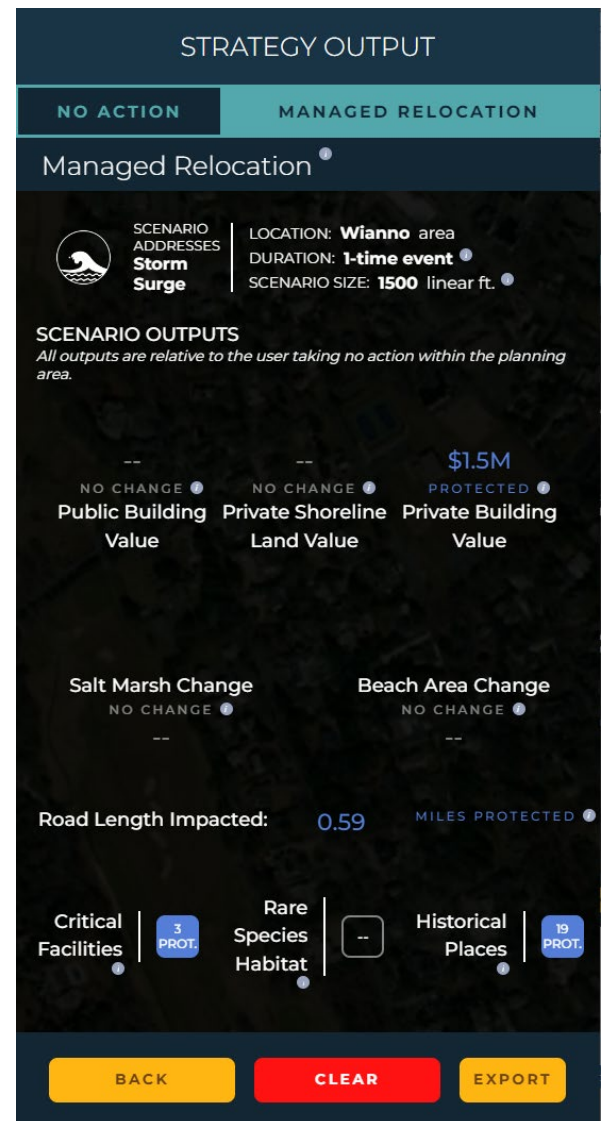 STRATEGY OUTPUT
NO ACTION
MANAGED RELOCATION
Managed Relocation
SCENARIO
ADDRESSES
Storm
Surge
LOCATION: Wianno area
DURATION: 1-time event
SCENARIO SIZE: 1500 linear ft.
SCENARIO OUTPUTS
All outputs are relative to the user taking no action within the planning
area.
--
NO CHANGE
Public Building
Value
--
NO CHANGE
Private Shoreline
Land Value
$1.5M
PROTECTED
Private Building
Value
Salt Marsh Change
NO CHANGE
--
Beach Area Change
NO CHANGE
--
Road Length Impacted: 0.59 MILES PROTECTED
Critical
Facilities
3
PROT.
Rare
Species
Habitat
--
Historical
Places
19
PROT.
BACK
CLEAR
EXPORT